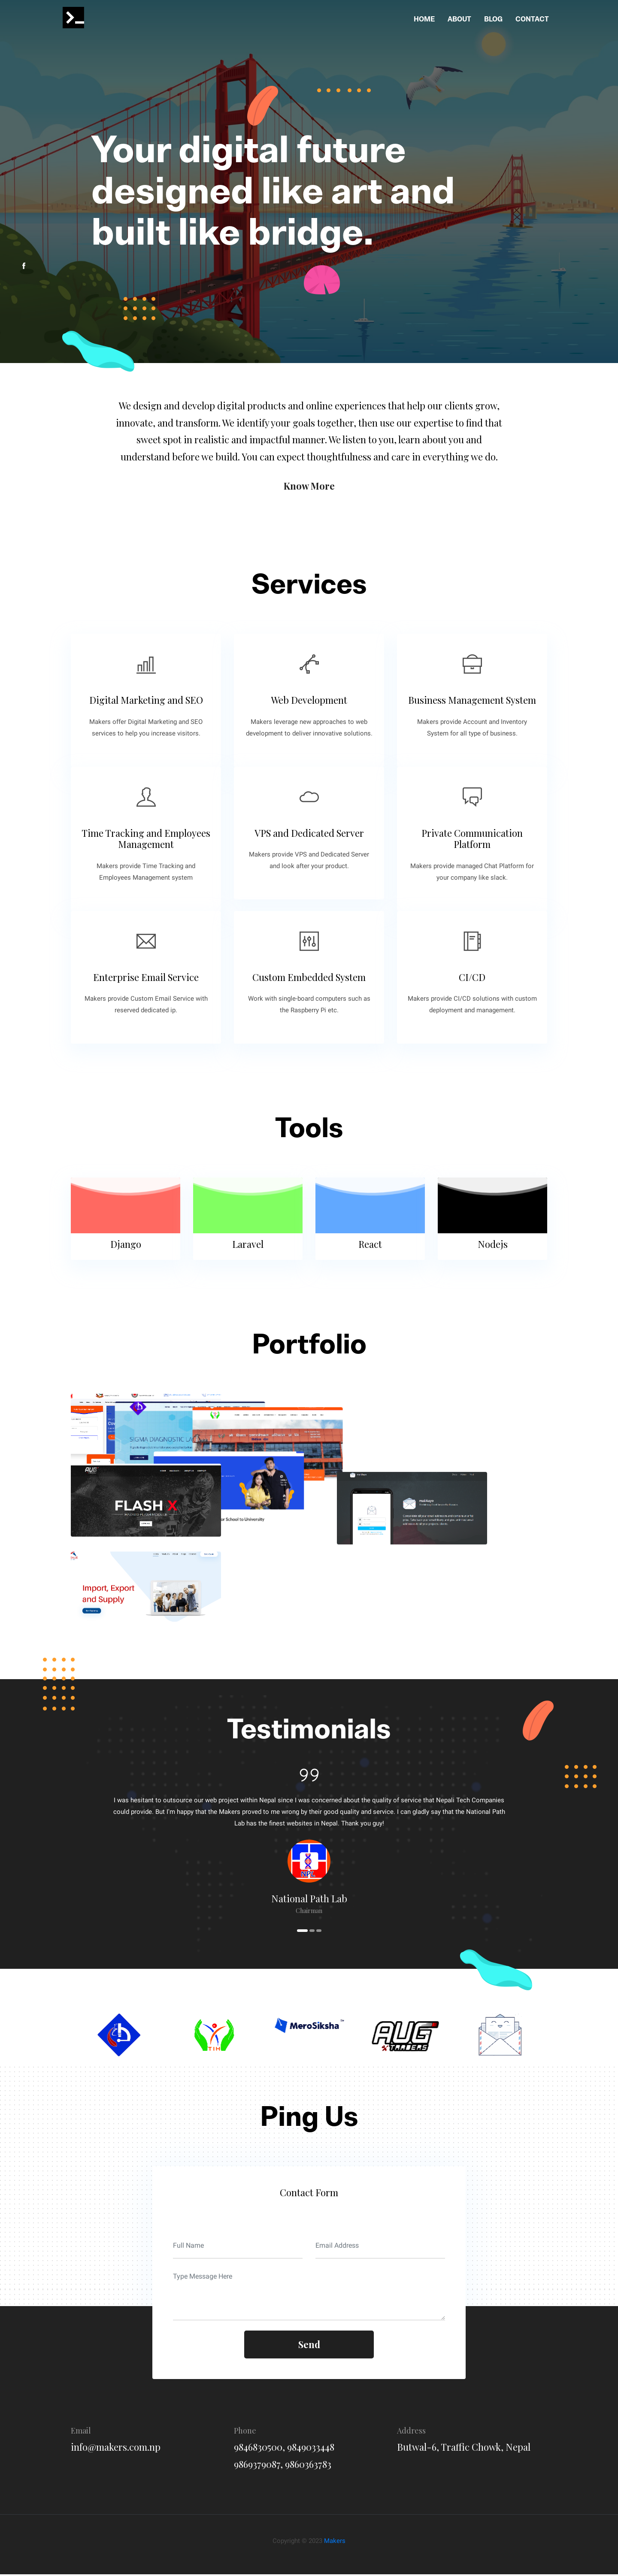 HOME ABOUT BLOG CONTACT
Your digital future
designed like art and
built like bridge.
We design and develop digital products and online experiences that help our clients grow,
innovate, and transform. We identify your goals together, then use our expertise to find that
sweet spot in realistic and impactful manner. We listen to you, learn about you and
understand before we build. You can expect thoughtfulness and care in everything we do.
Know More
Services
Digital Marketing and SEO
Makers offer Digital Marketing and SEO
services to help you increase visitors.
Web Development
Makers leverage new approaches to web
development to deliver innovative solutions.
Business Management System
Makers provide Account and Inventory
System for all type of business.
Time Tracking and Employees
Management
Makers provide Time Tracking and
Employees Management system
VPS and Dedicated Server
Makers provide VPS and Dedicated Server
and look after your product.
Private Communication
Platform
Makers provide managed Chat Platform for
your company like slack.
Enterprise Email Service
Makers provide Custom Email Service with
reserved dedicated ip.
Custom Embedded System
Work with single-board computers such as
the Raspberry Pi etc.
CI/CD
Makers provide CI/CD solutions with custom
deployment and management.
Tools
Django
Laravel
React
Nodejs
Portfolio
SIGMA DIAGNOSTIC
FLASH X
School to University
Import, Export
and Supply
Testimonials
I was hesitant to outsource our web project within Nepal since I was concerned about the quality of service that Nepali Tech Companies
could provide. But I'm happy that the Makers proved to me wrong by their good quality and service. I can gladly say that the National Path
Lab has the finest websites in Nepal. Thank you guy!
National Path Lab
Chairman
TIM
MeroSiksha
AUG
TRADERS
Ping Us
Contact Form
Full Name
Email Address
Type Message Here
Send
Email
info@makers.com.np
Phone
9846830500, 9849033448
9869379087, 9860363783
Address
Butwal-6, Traffic Chowk, Nepal
Copyright © 2023 Makers